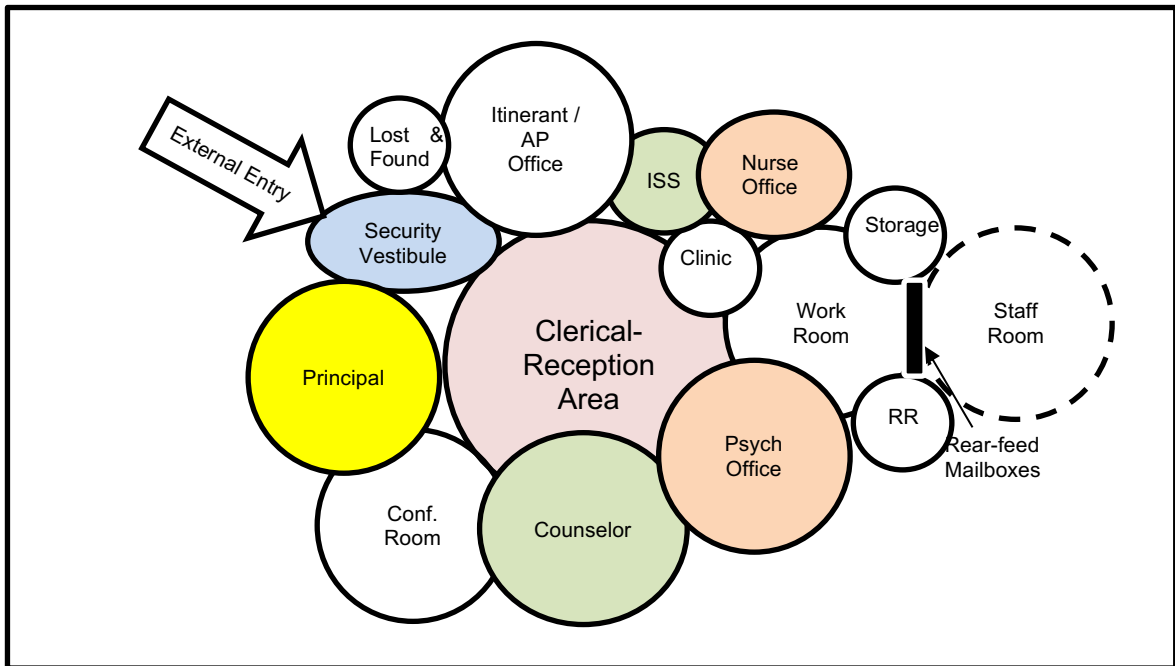 External Entry
Lost &
Found
Itinerant /
AP
Office
ISS
Nurse
Office
Security
Vestibule
Clinic
Storage
Work
Room
Staff
Room
Clerical-
Reception
Area
Principal
Psych
Office
RR
Rear-feed
Mailboxes
Conf.
Room
Counselor